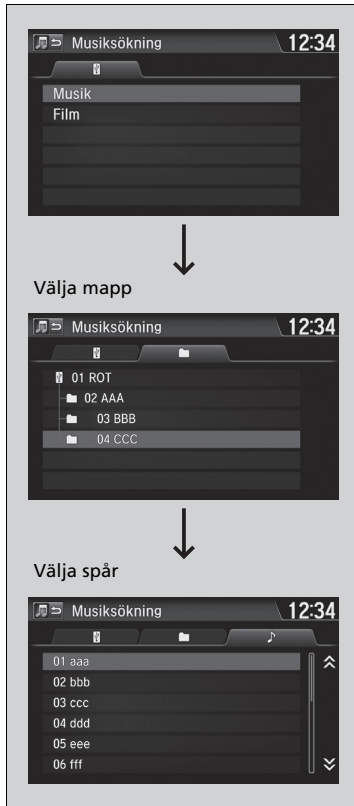 Musiksökning 12:34
Musik
Film
Välja mapp
Musiksökning 12:34
01 ROT
02 AAA
03 BBB
04 CCC
Välja spår
Musiksökning 12:34
01 aaa
02 bbb
03 ccc
04 ddd
05 eee
06 fff